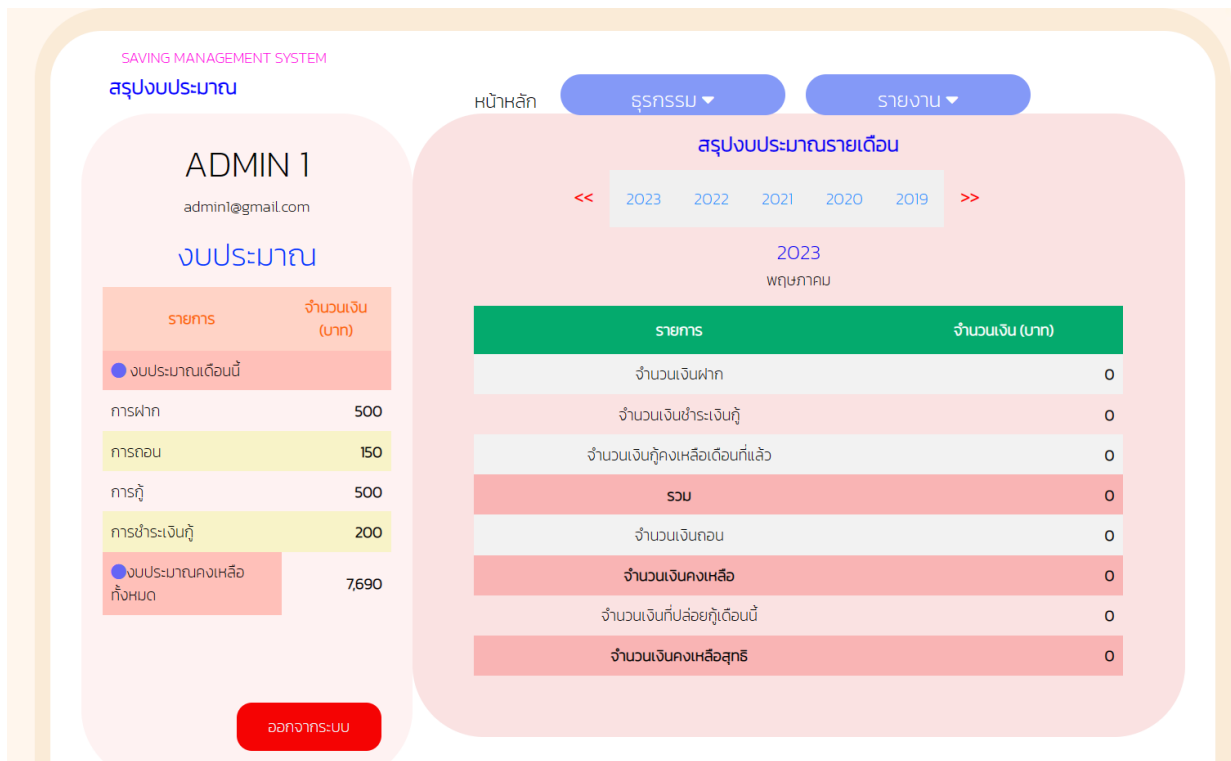 SAVING MANAGEMENT SYSTEM
สรุปงบประมาณ
หน้าหลัก
ธุรกรรม
รายงาน
ADMIN 1
admin1@gmail.com
งบประมาณ
รายการ จำนวนเงิน
(บาท)
งบประมาณเดือนนี้
การฝาก 500
การถอน 150
การกู้ 500
การชำระเงินกู้ 200
งบประมาณคงเหลือ
ทั้งหมด 7,690
ออกจากระบบ
สรุปงบประมาณรายเดือน
<< 2023 2022 2021 2020 2019 >>
2023
พฤษภาคม
รายการ จำนวนเงิน (บาท)
จำนวนเงินฝาก 0
จำนวนเงินชำระเงินกู้ 0
จำนวนเงินกู้คงเหลือเดือนที่แล้ว 0
รวม 0
จำนวนเงินถอน 0
จำนวนเงินคงเหลือ 0
จำนวนเงินที่ปล่อยกู้เดือนนี้ 0
จำนวนเงินคงเหลือสุทธิ 0